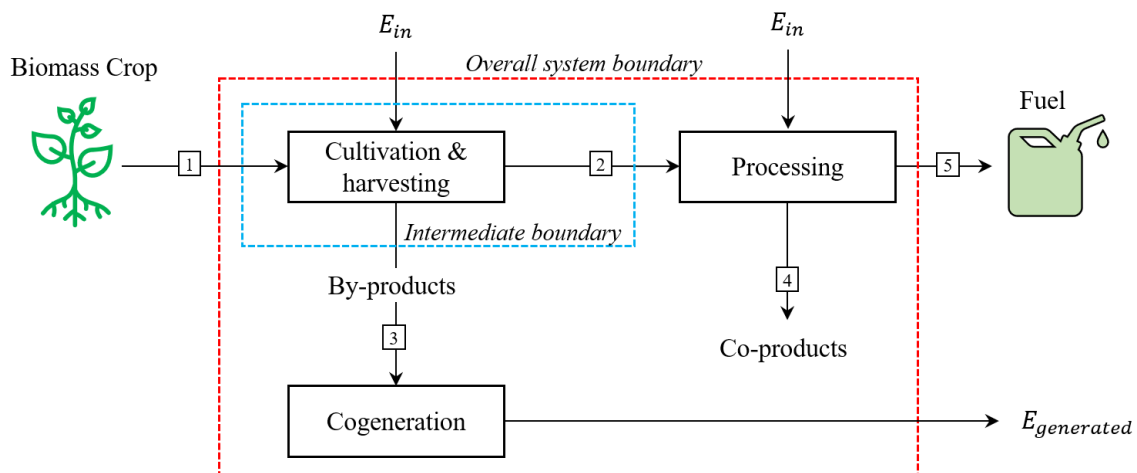 E_in
E_in
Overall system boundary
Biomass Crop
Fuel
1
Cultivation &
harvesting
2
Processing
5
Intermediate boundary
By-products
4
3
Co-products
Cogeneration
E_generated